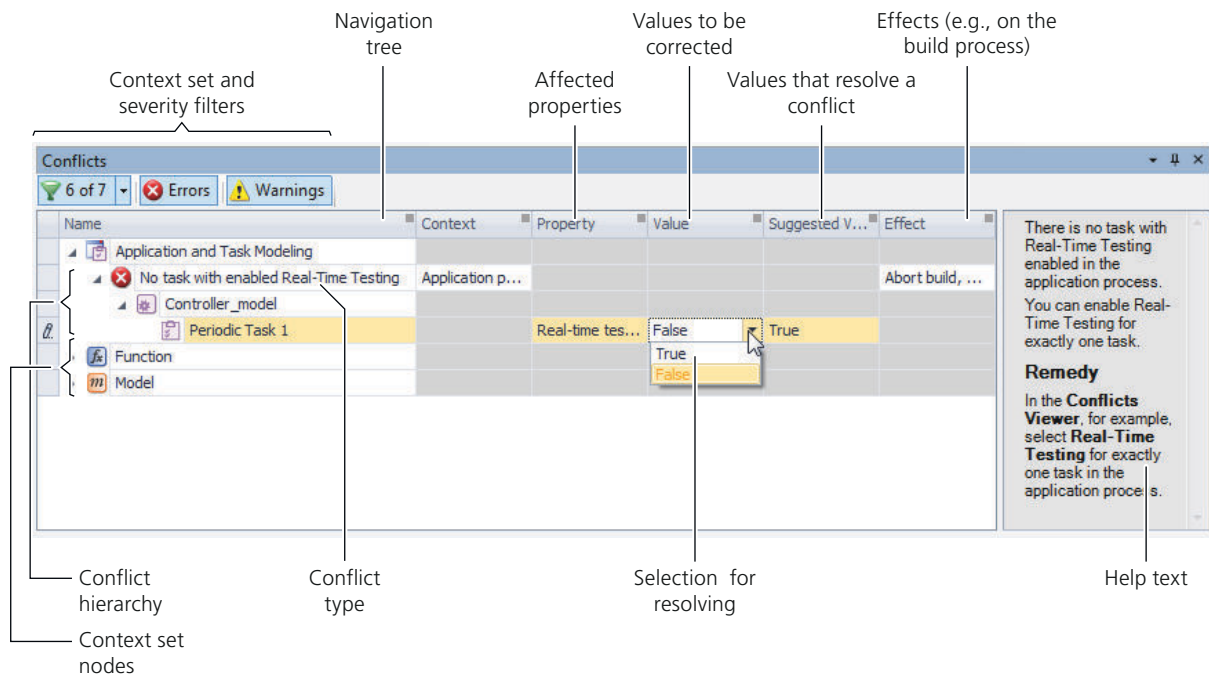 Navigation
tree
Values to be
corrected
Effects (e.g., on the
build process)
Context set and
severity filters
Affected
properties
Values that resolve a
conflict
Conflicts
6 of 7 Errors Warnings
Name Context Property Value Suggested V... Effect
Application and Task Modeling
No task with enabled Real-Time Testing Application p... Abort build, ...
Controller_model
Periodic Task 1 Real-time tes... False True
True
False
Function
Model
There is no task with
Real-Time Testing
enabled in the
application process.
You can enable Real-
Time Testing for
exactly one task.
Remedy
In the Conflicts
Viewer, for example,
select Real-Time
Testing for exactly
one task in the
application process.
Conflict
hierarchy
Conflict
type
Selection for
resolving
Help text
Context set
nodes